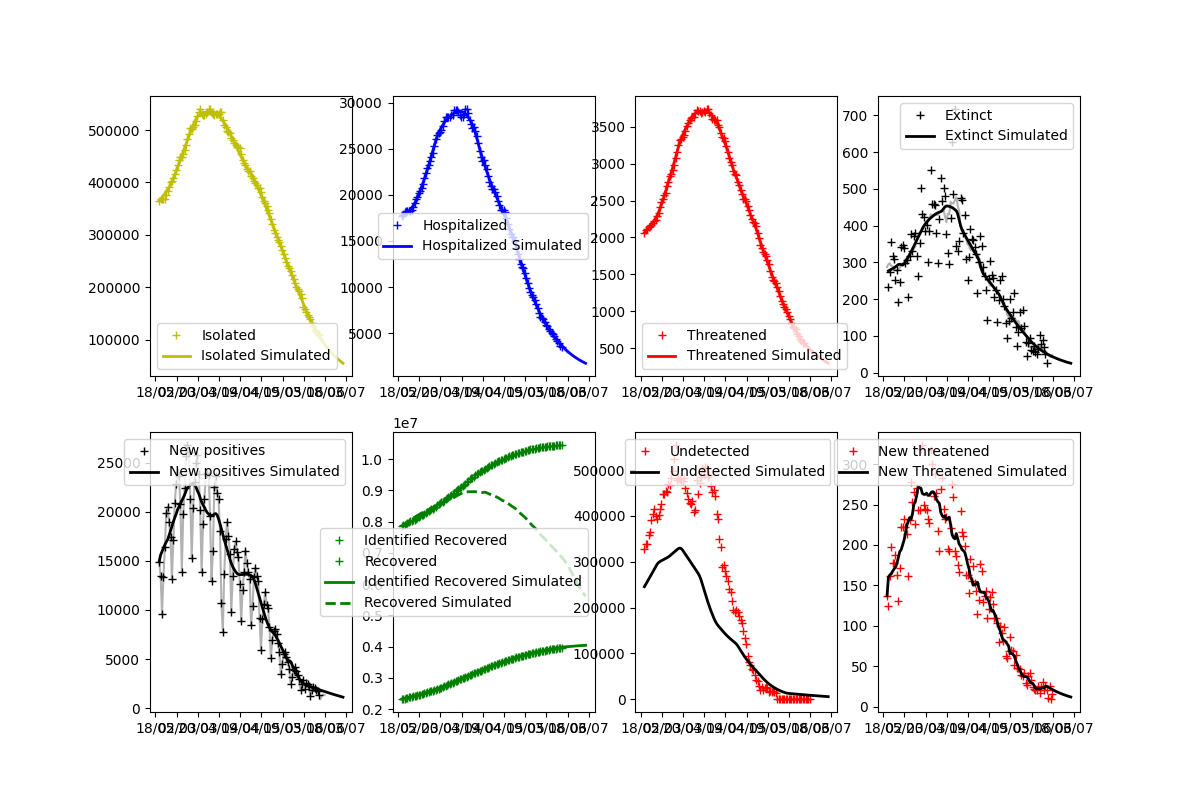 500000
400000
300000
200000
100000
Isolated
Isolated Simulated
30000
25000
20000
15000
10000
5000
Hospitalized
Hospitalized Simulated
3500
3000
2500
2000
1500
1000
500
Threatened
Threatened Simulated
700
600
500
400
300
200
100
0
Extinct
Extinct Simulated
25000
20000
15000
10000
5000
0
New positives
New positives Simulated
1e7
1.0
0.9
0.8
0.7
0.5
0.4
0.3
0.2
Identified Recovered
Recovered
Identified Recovered Simulated
Recovered Simulated
500000
400000
300000
200000
100000
0
Undetected
Undetected Simulated
300
250
200
150
100
50
0
New threatened
New Threatened Simulated